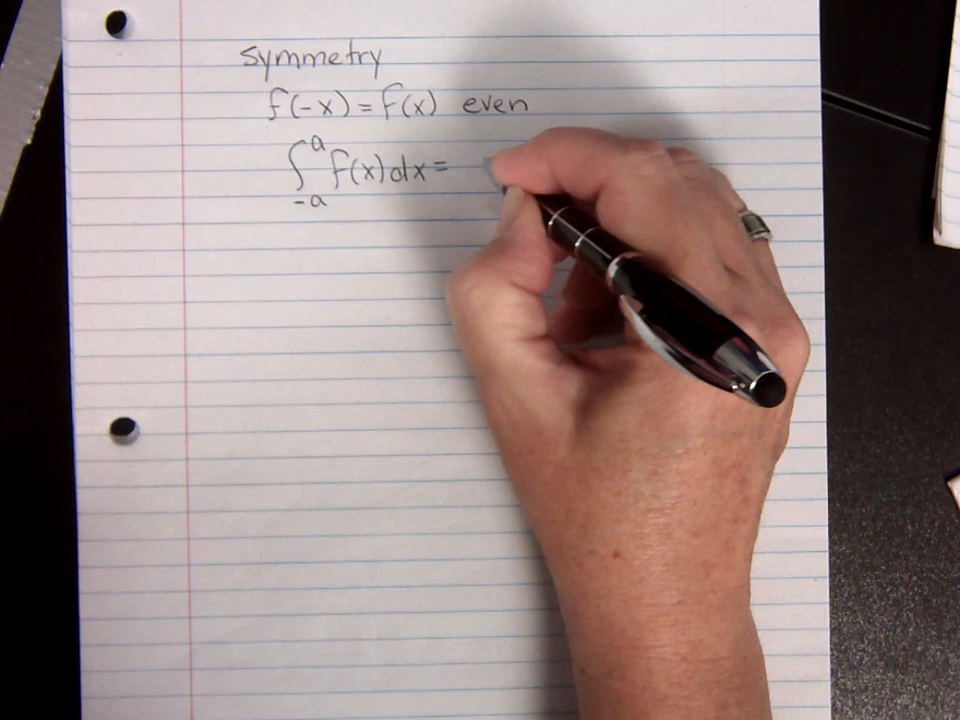 symmetry
f(-x) = f(x) even
∫_{-a}^{a} f(x)dx =